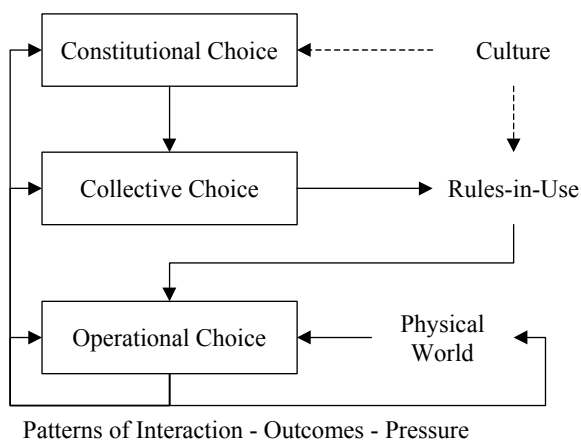 Constitutional Choice
Culture
Collective Choice
Rules-in-Use
Operational Choice
Physical
World
Patterns of Interaction - Outcomes - Pressure